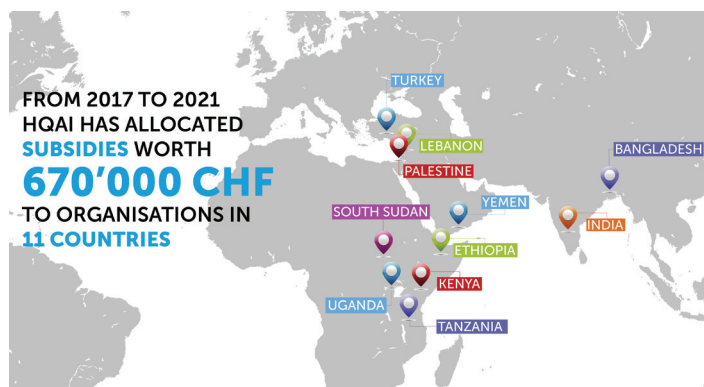 FROM 2017 TO 2021
HQAI HAS ALLOCATED
SUBSIDIES WORTH
670’000 CHF
TO ORGANISATIONS IN
11 COUNTRIES
TURKEY
LEBANON
PALESTINE
BANGLADESH
YEMEN
SOUTH SUDAN
INDIA
ETHIOPIA
KENYA
UGANDA
TANZANIA